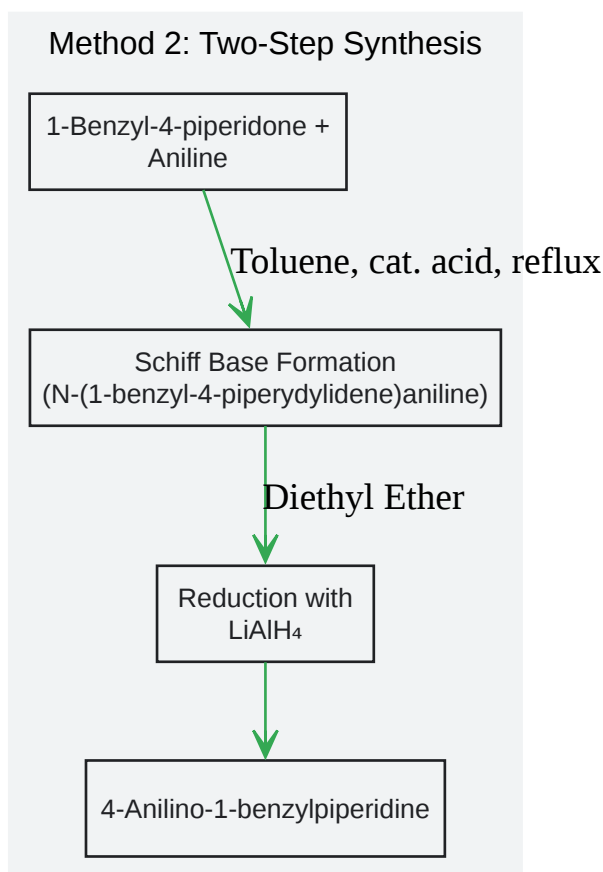 Method 2: Two-Step Synthesis
1-Benzyl-4-piperidone +
Aniline
Toluene, cat. acid, reflux
Schiff Base Formation
(N-(1-benzyl-4-piperydylidene)aniline)
Diethyl Ether
Reduction with
LiAlH₄
4-Anilino-1-benzylpiperidine